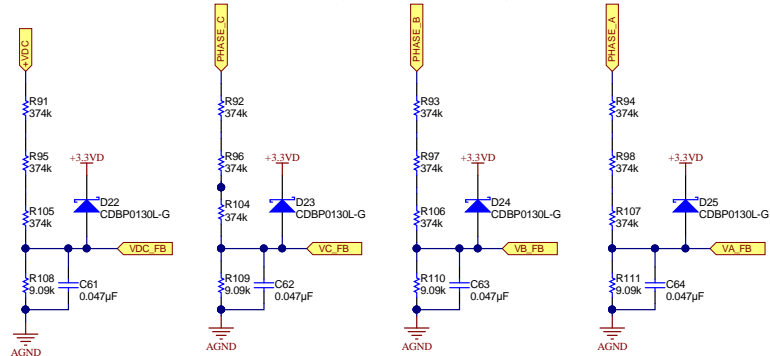 +VDC
R91
374k
R95
374k
+3.3VD
D22
CDBP0130L-G
R105
374k
VDC_FB
R108
9.09k
C61
0.047µF
AGND
PHASE_C
R92
374k
R96
374k
+3.3VD
D23
CDBP0130L-G
R104
374k
VC_FB
R109
9.09k
C62
0.047µF
AGND
PHASE_B
R93
374k
R97
374k
+3.3VD
D24
CDBP0130L-G
R106
374k
VB_FB
R110
9.09k
C63
0.047µF
AGND
PHASE_A
R94
374k
R98
374k
+3.3VD
D25
CDBP0130L-G
R107
374k
VA_FB
R111
9.09k
C64
0.047µF
AGND